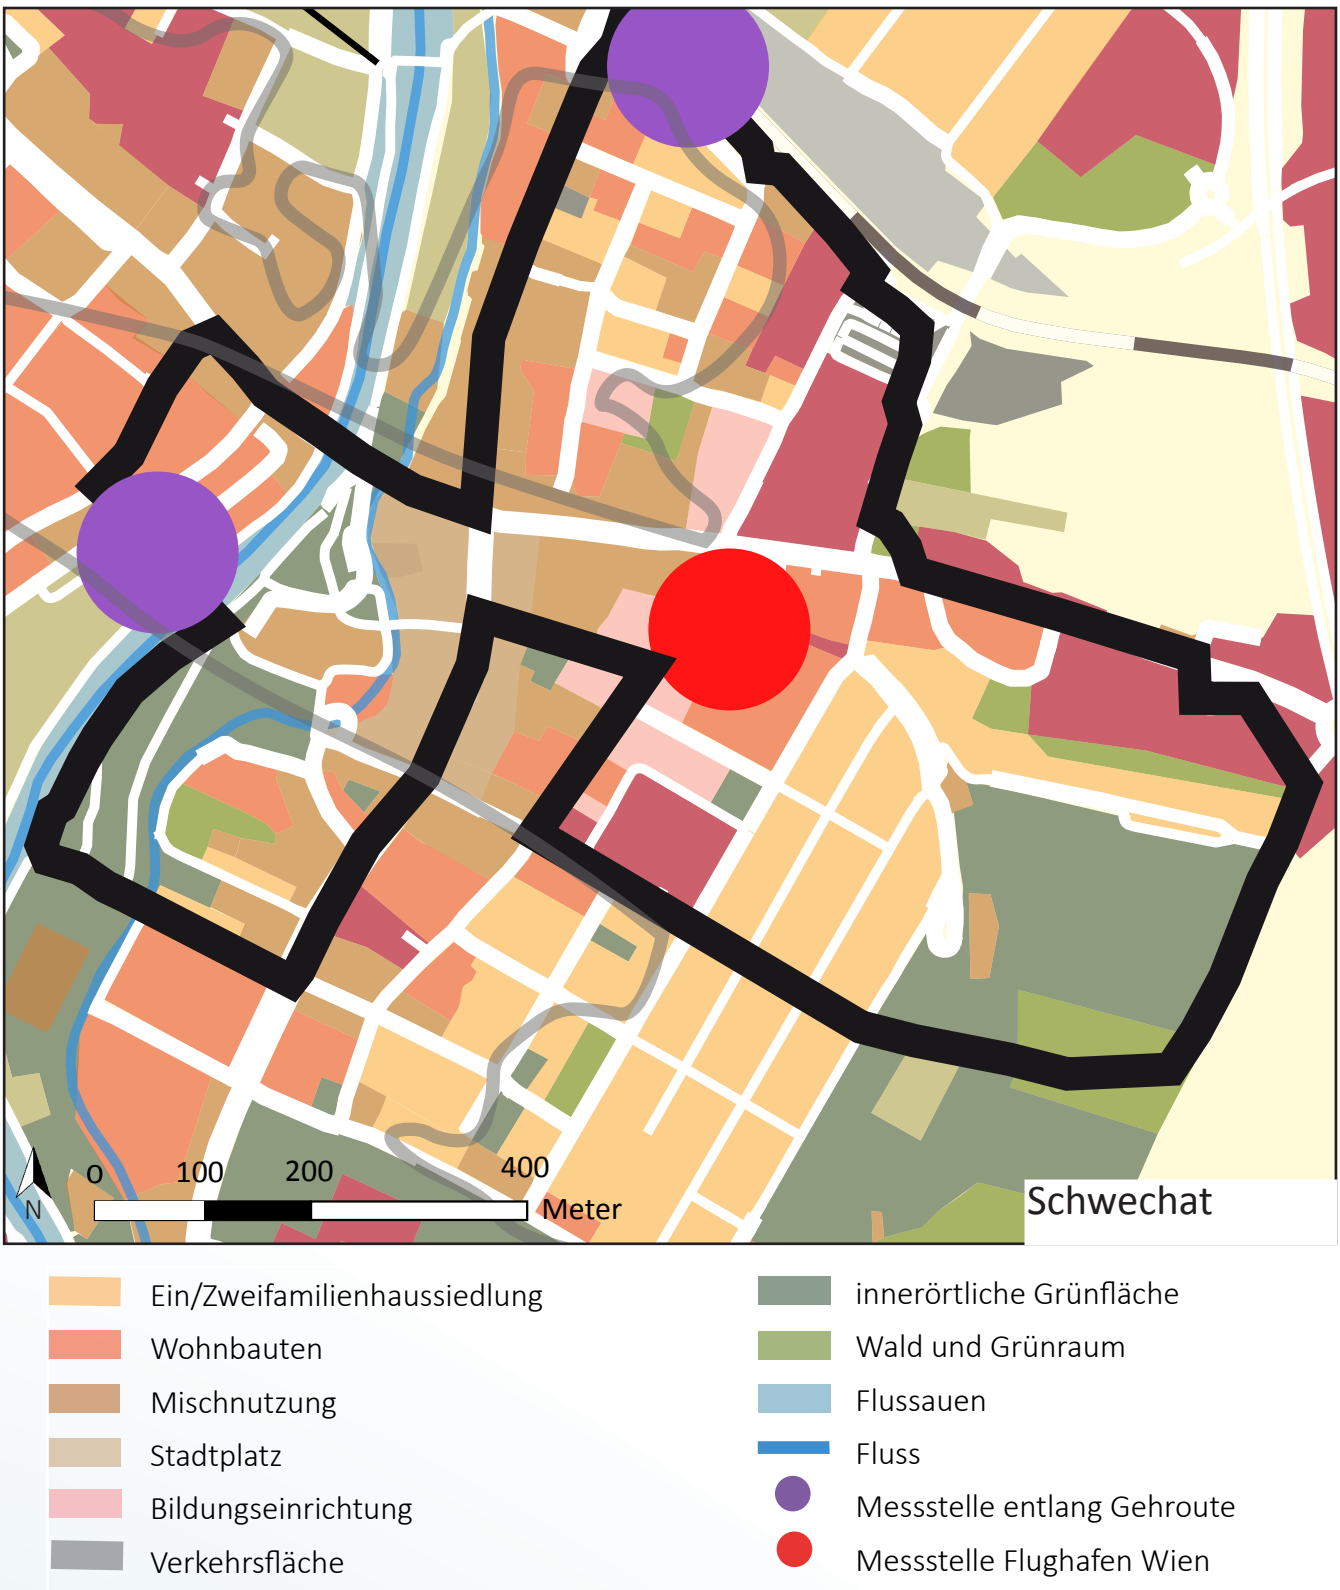 0 100 200 400
N
Meter
Schwechat
Ein/Zweifamilienhaussiedlung
Wohnbauten
Mischnutzung
Stadtplatz
Bildungseinrichtung
Verkehrsfläche
innerörtliche Grünfläche
Wald und Grünraum
Flussauen
Fluss
Messstelle entlang Gehroute
Messstelle Flughafen Wien